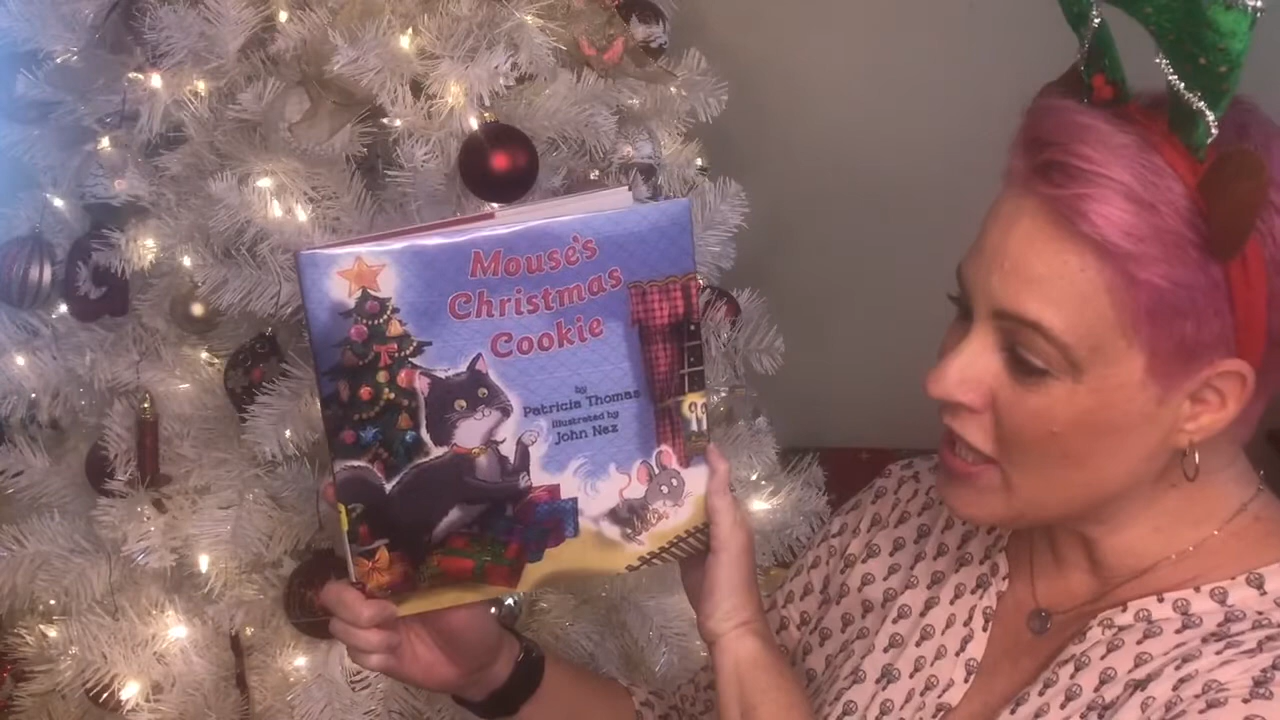 Mouse's
Christmas
Cookie
by
Patricia Thomas
illustrated by
John Nez